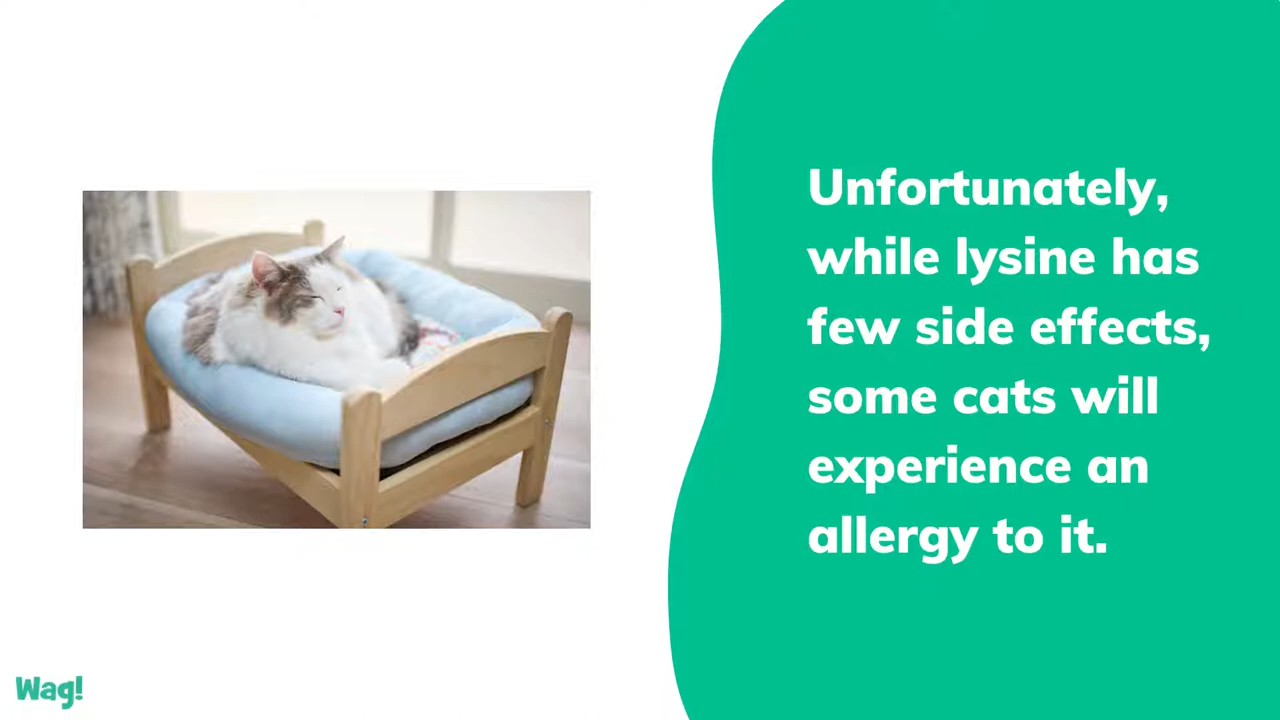 Unfortunately,
while lysine has
few side effects,
some cats will
experience an
allergy to it.
Wag!